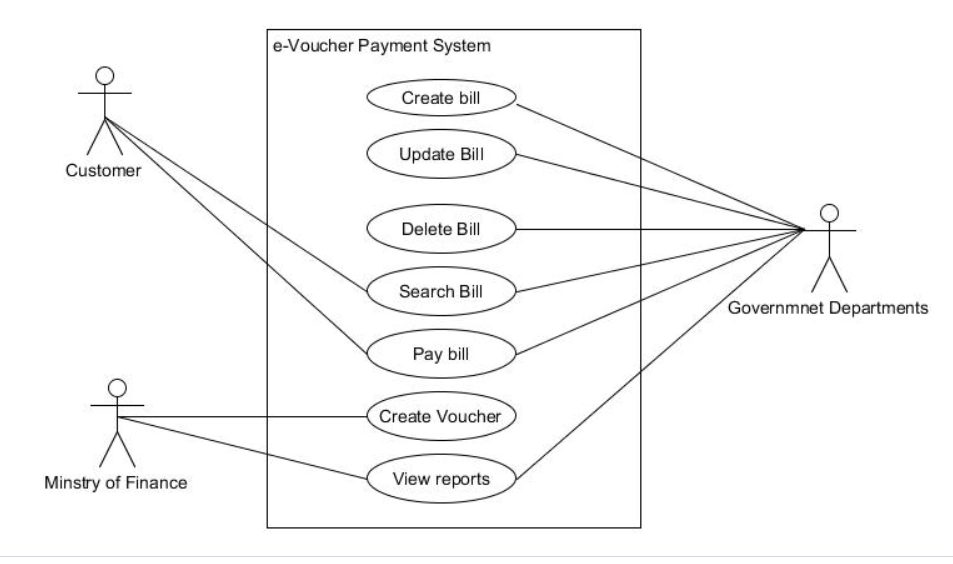 e-Voucher Payment System
Create bill
Customer
Update Bill
Delete Bill
Search Bill
Governmnet Departments
Pay bill
Create Voucher
Minstry of Finance
View reports